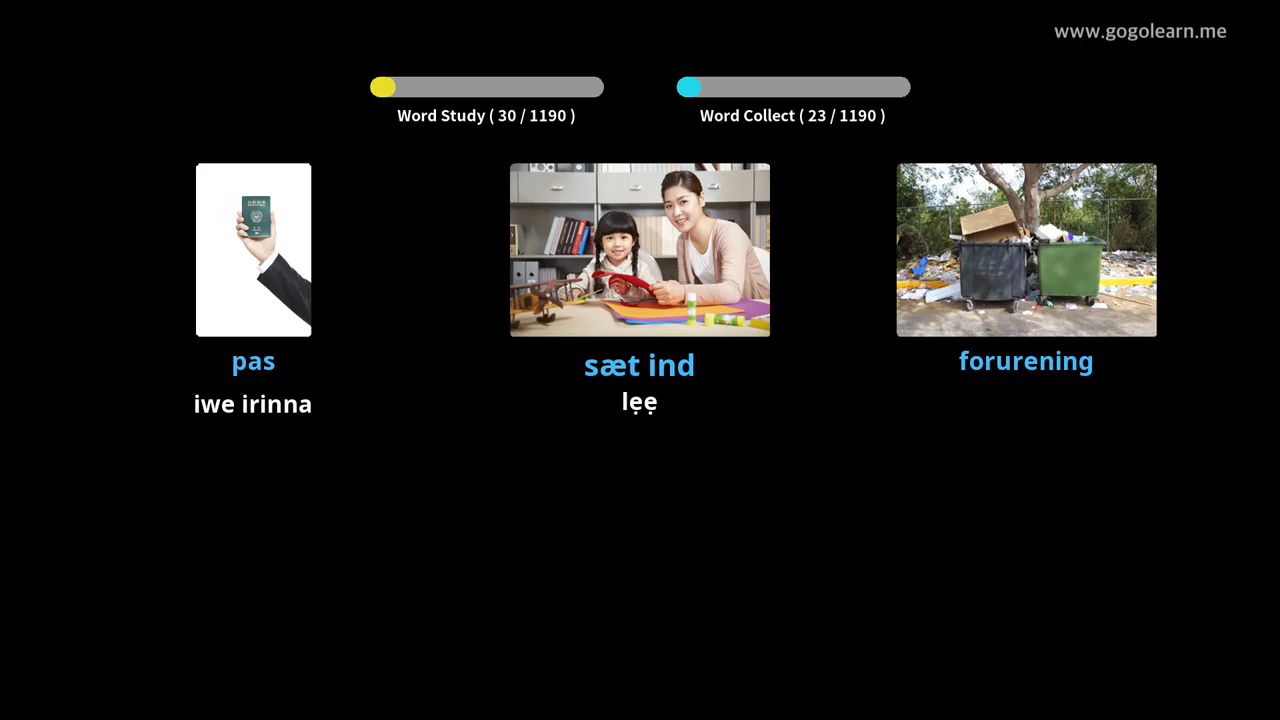 www.gogolearn.me
Word Study ( 30 / 1190 )
Word Collect ( 23 / 1190 )
pas
iwe irinna
sæt ind
lẹẹ
forurening